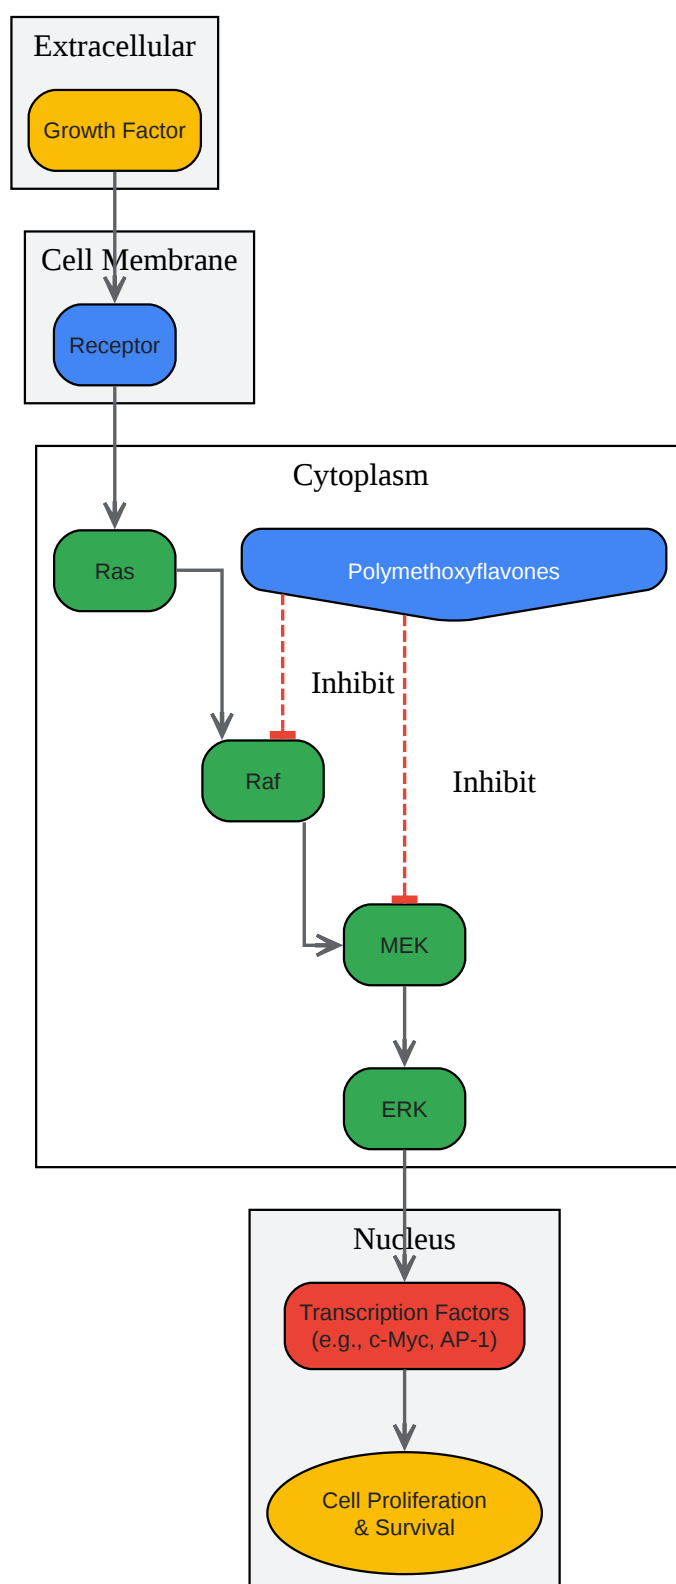 Extracellular
Growth Factor
Cell Membrane
Receptor
Cytoplasm
Ras
Polymethoxyflavones
Inhibit
Raf
Inhibit
MEK
ERK
Nucleus
Transcription Factors
(e.g., c-Myc, AP-1)
Cell Proliferation
& Survival